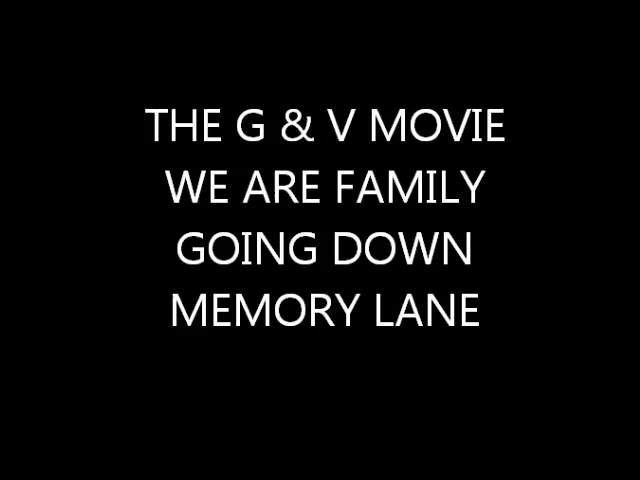 THE G & V MOVIE
WE ARE FAMILY
GOING DOWN
MEMORY LANE